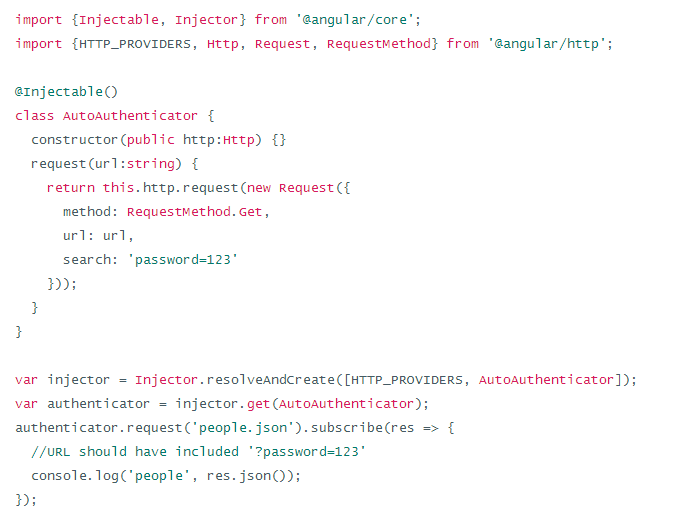 import {Injectable, Injector} from '@angular/core';
import {HTTP_PROVIDERS, Http, Request, RequestMethod} from '@angular/http';

@Injectable()
class AutoAuthenticator {
  constructor(public http:Http) {}
  request(url:string) {
    return this.http.request(new Request({
      method: RequestMethod.Get,
      url: url,
      search: 'password=123'
    }));
  }
}

var injector = Injector.resolveAndCreate([HTTP_PROVIDERS, AutoAuthenticator]);
var authenticator = injector.get(AutoAuthenticator);
authenticator.request('people.json').subscribe(res => {
  //URL should have included '?password=123'
  console.log('people', res.json());
});